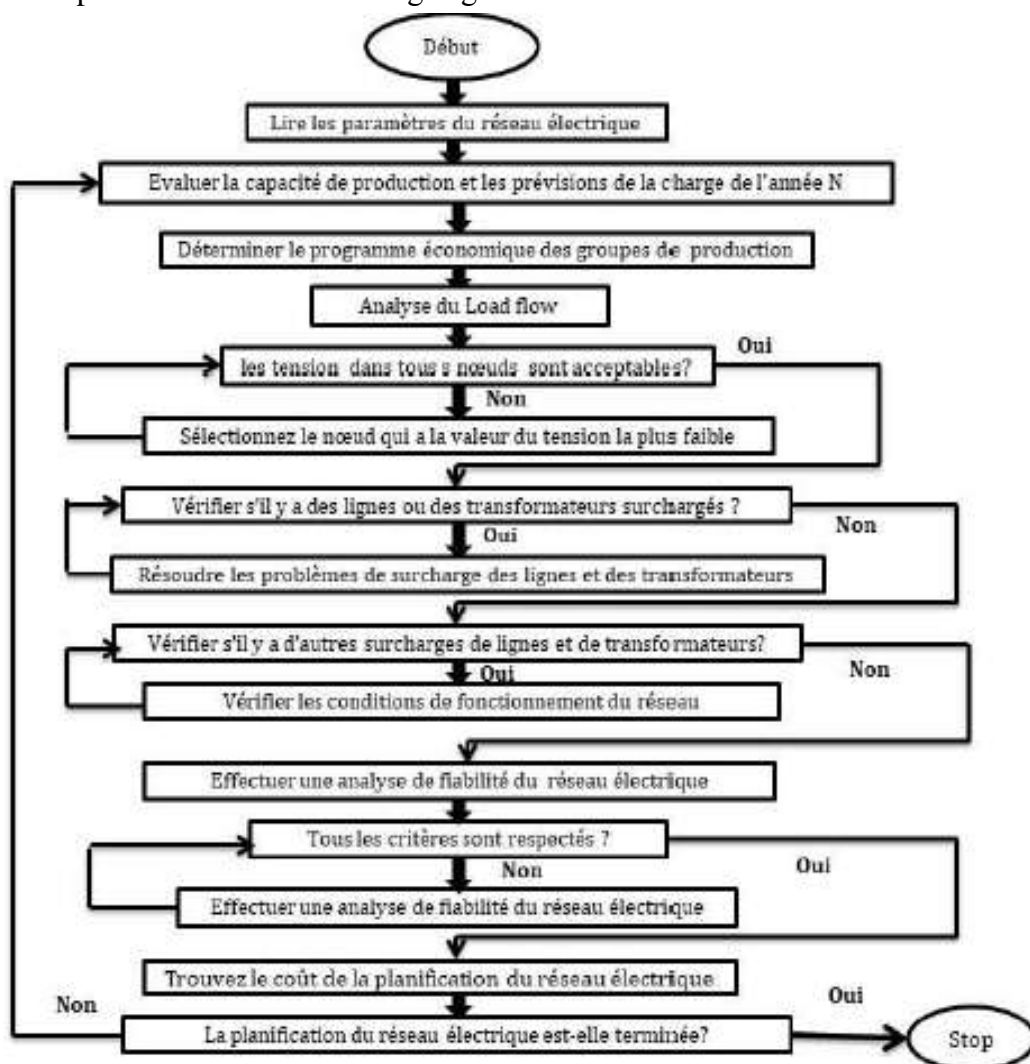 Début
Lire les paramètres du réseau électrique
Evaluer la capacité de production et les prévisions de la charge de l'année N
Déterminer le programme économique des groupes de production
Analyse du Load flow
Oui
les tension dans tous s nœuds sont acceptables?
Non
Sélectionnez le nœud qui a la valeur du tension la plus faible
Vérifier s'il y a des lignes ou des transformateurs surchargés ?
Non
Oui
Résoudre les problèmes de surcharge des lignes et des transformateurs
Vérifier s'il y a d'autres surcharges de lignes et de transformateurs?
Non
Oui
Vérifier les conditions de fonctionnement du réseau
Effectuer une analyse de fiabilité du réseau électrique
Tous les critères sont respectés ?
Oui
Non
Effectuer une analyse de fiabilité du réseau électrique
Trouvez le coût de la planification du réseau électrique
Non
Oui
La planification du réseau électrique est-elle terminée?
Stop